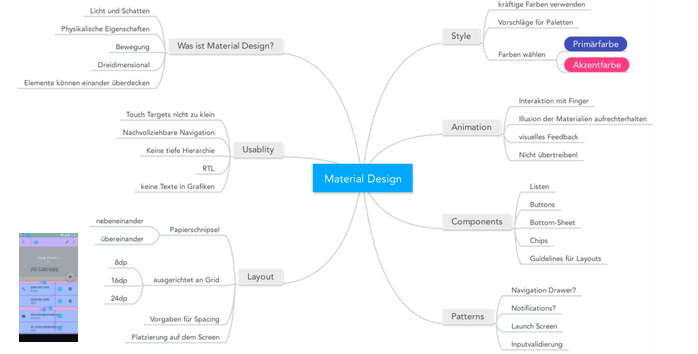 Material Design
Was ist Material Design?
Licht und Schatten
Physikalische Eigenschaften
Bewegung
Dreidimensional
Elemente können einander überdecken
Usablity
Touch Targets nicht zu klein
Nachvollziehbare Navigation
Keine tiefe Hierarchie
RTL
keine Texte in Grafiken
Layout
Papierschnipsel
nebeneinander
übereinander
ausgerichtet an Grid
8dp
16dp
24dp
Vorgaben für Spacing
Platzierung auf dem Screen
Style
kräftige Farben verwenden
Vorschläge für Paletten
Farben wählen
Primärfarbe
Akzentfarbe
Animation
Interaktion mit Finger
Illusion der Materialien aufrechterhalten
visuelles Feedback
Nicht übertreiben!
Components
Listen
Buttons
Bottom-Sheet
Chips
Guidelines für Layouts
Patterns
Navigation Drawer?
Notifications?
Launch Screen
Inputvalidierung